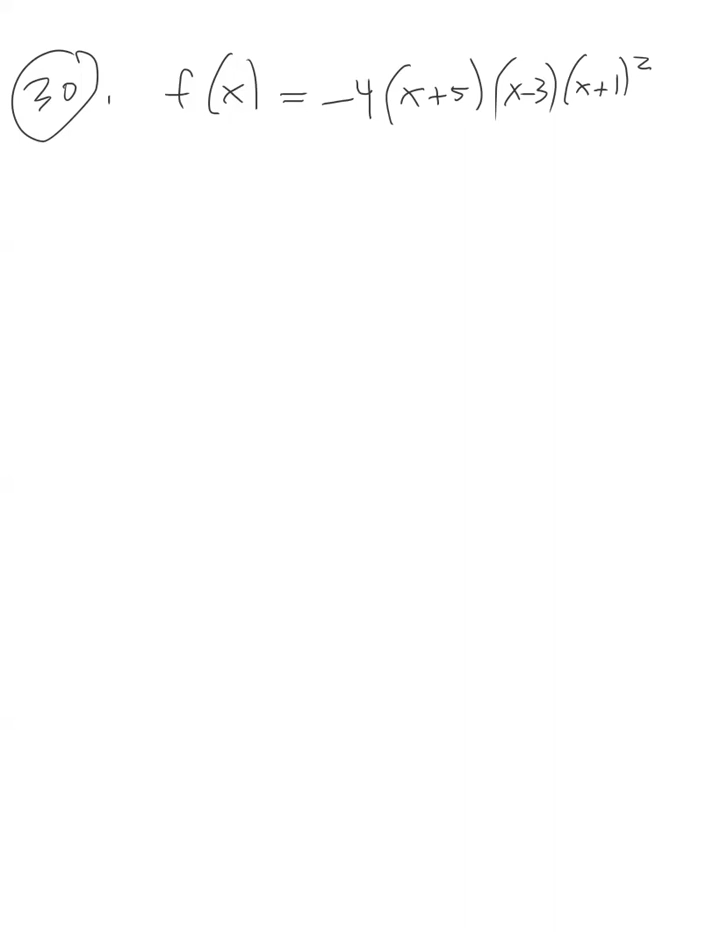 30. f(x) = -4(x+5)(x-3)(x+1)²